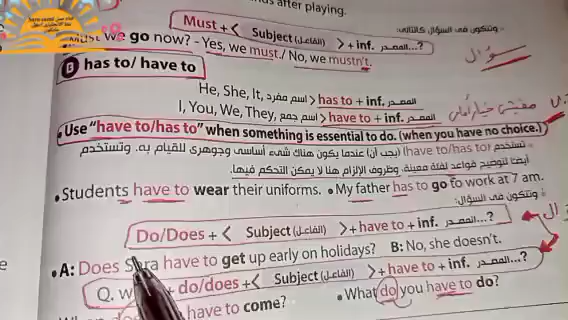 after playing.
وتتكون في السؤال كالتالي:
Must + < Subject (الفاعل) > + inf. المصدر...?
we go now? - Yes, we must./ No, we mustn't.
سؤال
B has to/ have to
He, She, It, اسم مفرد > has to + inf. المصدر
I, You, We, They, اسم جمع > have to + inf. المصدر
Use "have to/has to" when something is essential to do. (when you have no choice.)
تستخدم (have to/has to) (يجب أن) عندما يكون هناك شيء أساسي وجوهري للقيام به. وتستخدم
أيضا لتوضيح قواعد لفئة معينة، وظروف الإلزام هنا لا يمكن التحكم فيها.
• Students have to wear their uniforms. • My father has to go to work at 7 am.
وتتكون في السؤال:
Do/Does + < Subject (الفاعل) > + have to + inf. المصدر...?
• A: Does Sara have to get up early on holidays? B: No, she doesn't.
Q. + do/does + < Subject (الفاعل) > + have to + inf. المصدر...?
have to come? • What do you have to do?